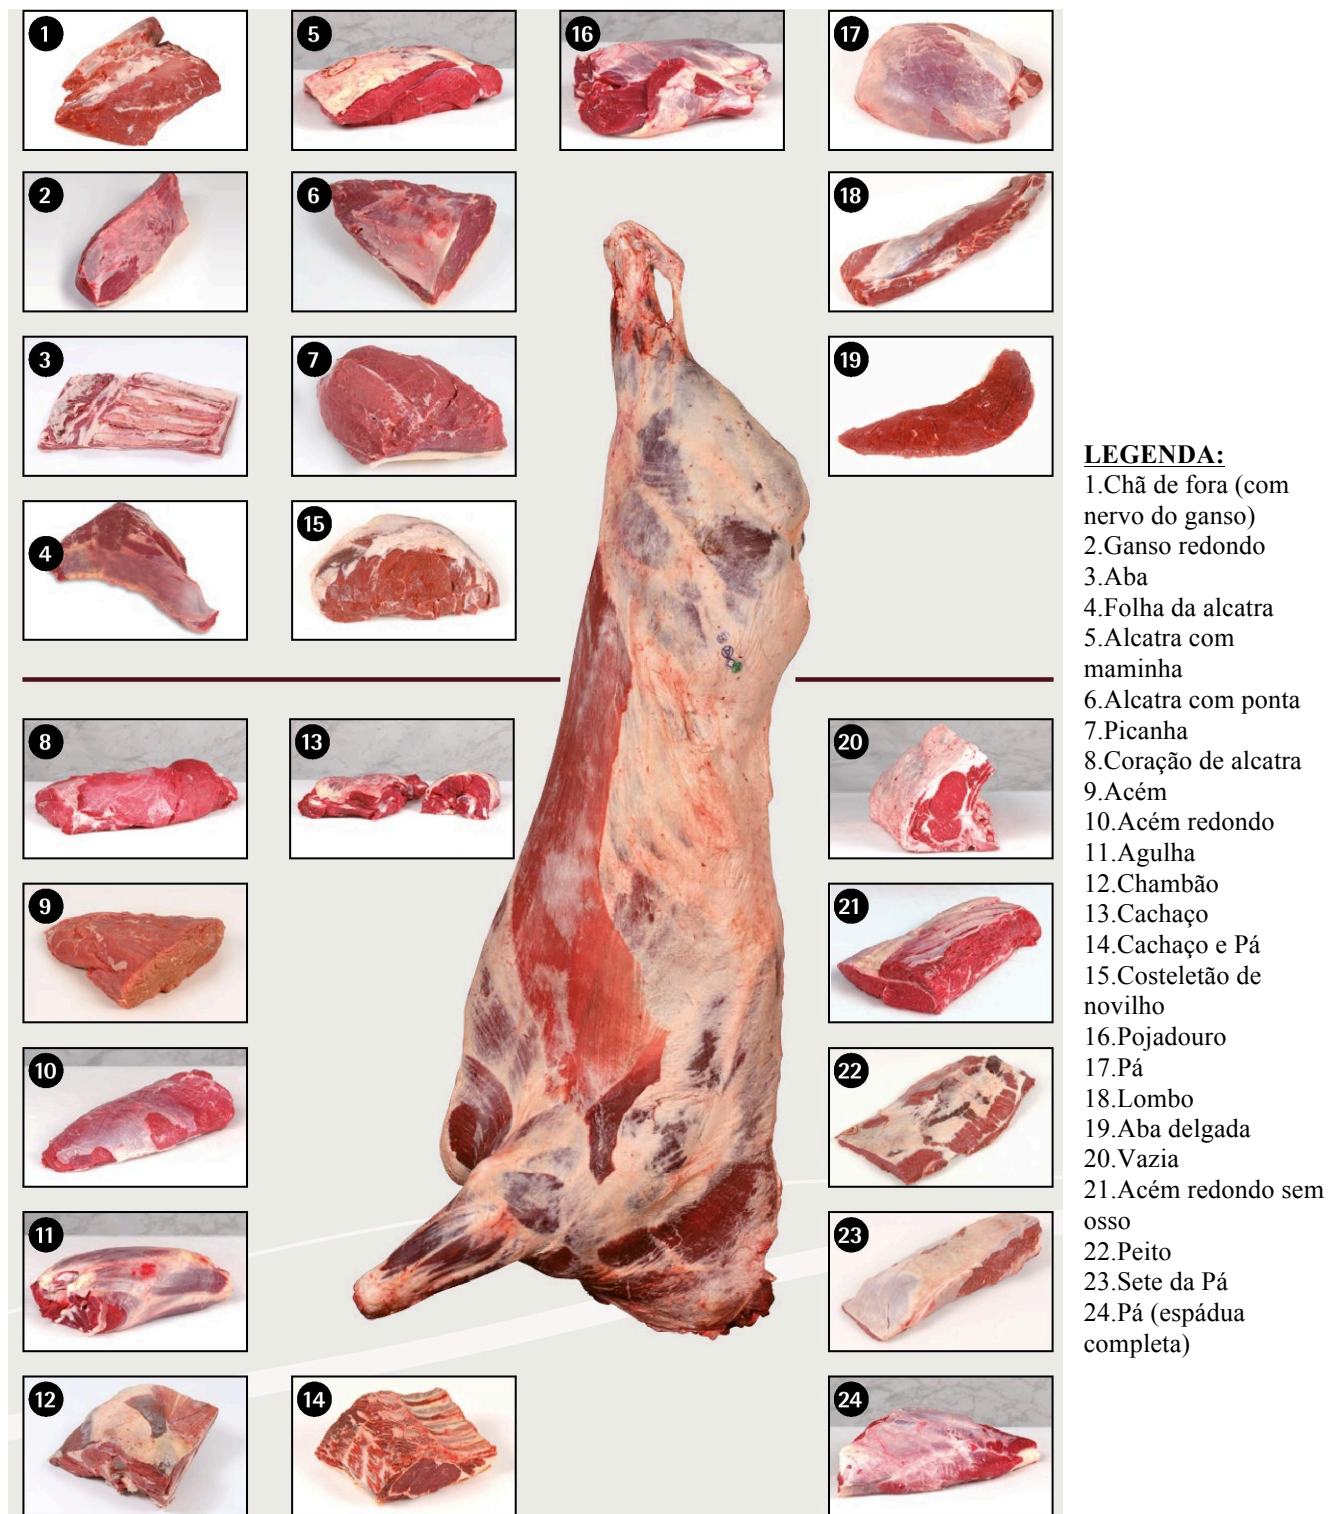 1
5
16
17
2
6
18
3
7
19
4
15
8
13
20
9
21
10
22
11
23
12
14
24
LEGENDA:
1.Chã de fora (com
nervo do ganso)
2.Ganso redondo
3.Aba
4.Folha da alcatra
5.Alcatra com
maminha
6.Alcatra com ponta
7.Picanha
8.Coração de alcatra
9.Acém
10.Acém redondo
11.Agulha
12.Chambão
13.Cachaço
14.Cachaço e Pá
15.Costeletão de
novilho
16.Pojadouro
17.Pá
18.Lombo
19.Aba delgada
20.Vazia
21.Acém redondo sem
osso
22.Peito
23.Sete da Pá
24.Pá (espádua
completa)